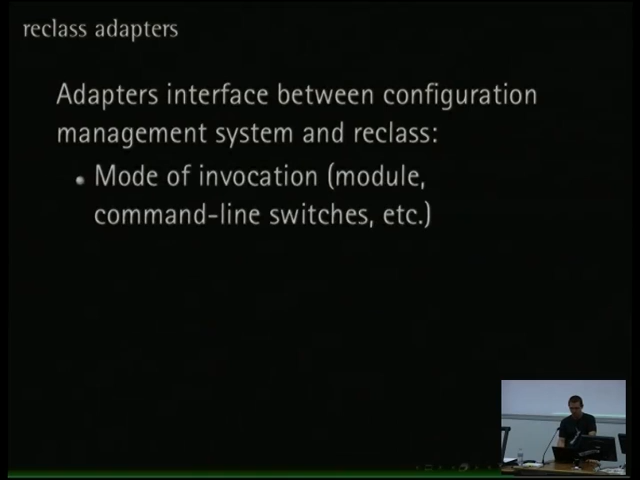 reclass adapters
Adapters interface between configuration
management system and reclass:
• Mode of invocation (module,
command-line switches, etc.)